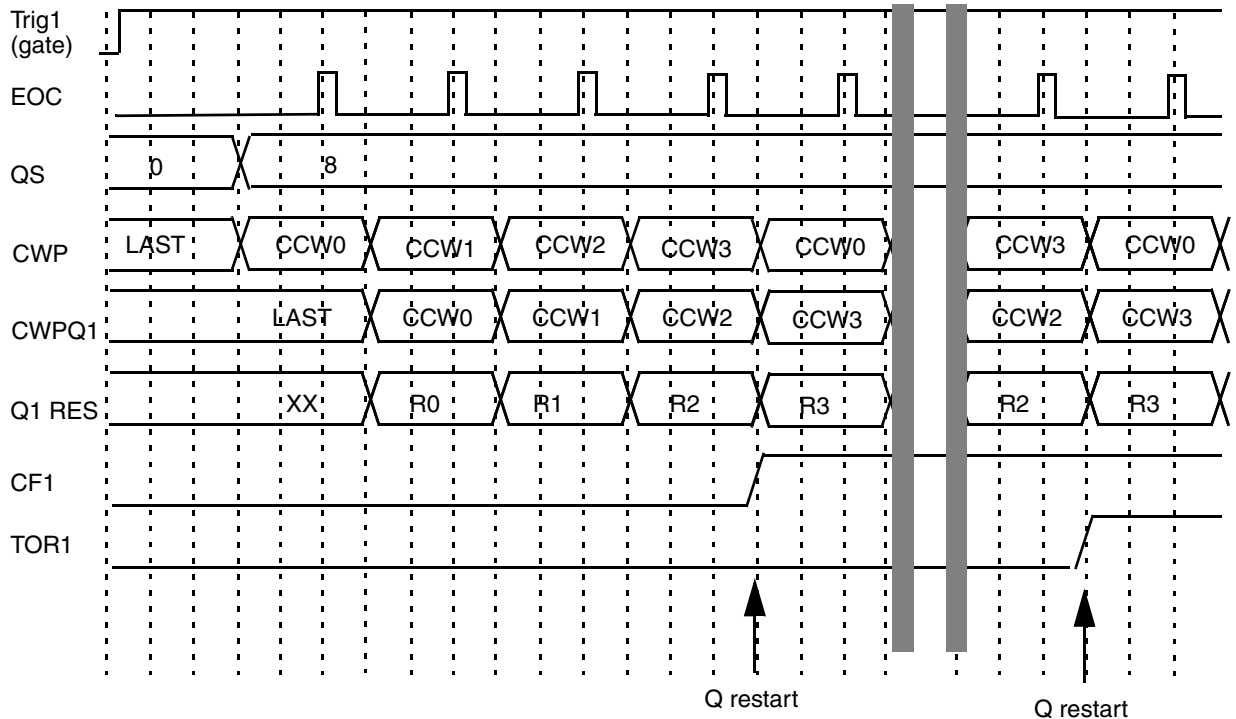 Trig1
(gate)
EOC
QS
0
8
CWP
LAST
CCW0
CCW1
CCW2
CCW3
CCW0
CCW3
CCW0
CWPQ1
LAST
CCW0
CCW1
CCW2
CCW3
CCW2
CCW3
Q1 RES
XX
R0
R1
R2
R3
R2
R3
CF1
TOR1
Q restart
Q restart